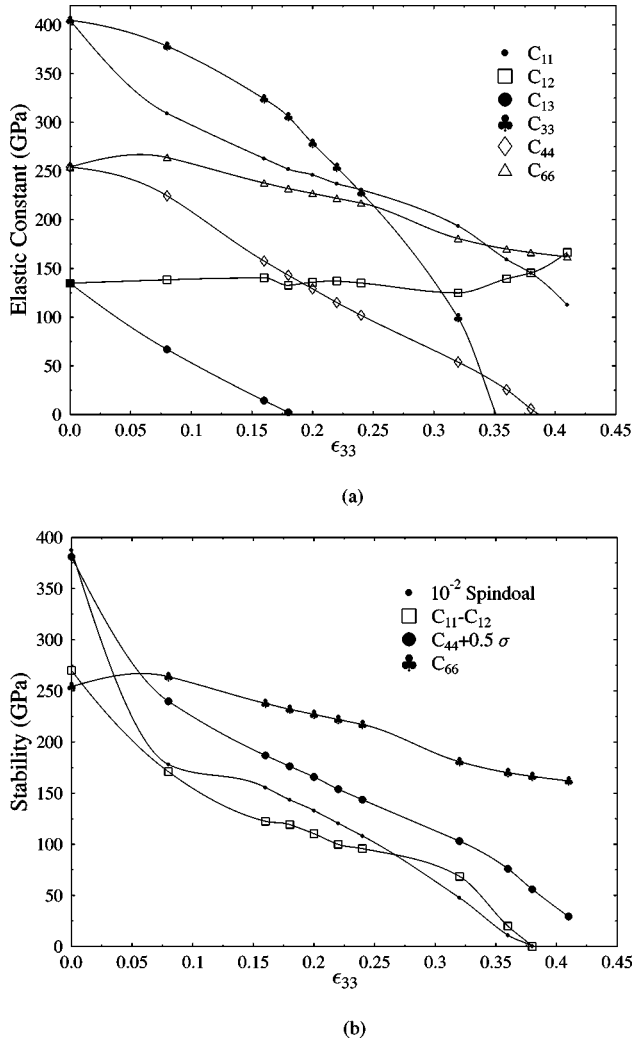 400
350
300
250
200
150
100
50
0
Elastic Constant (GPa)
C11
C12
C13
C33
C44
C66
0.0 0.05 0.1 0.15 0.2 0.25 0.3 0.35 0.4 0.45
ϵ33
(a)
400
350
300
250
200
150
100
50
0
Stability (GPa)
10-2 Spindoal
C11-C12
C44+0.5 σ
C66
0.0 0.05 0.1 0.15 0.2 0.25 0.3 0.35 0.4 0.45
ϵ33
(b)